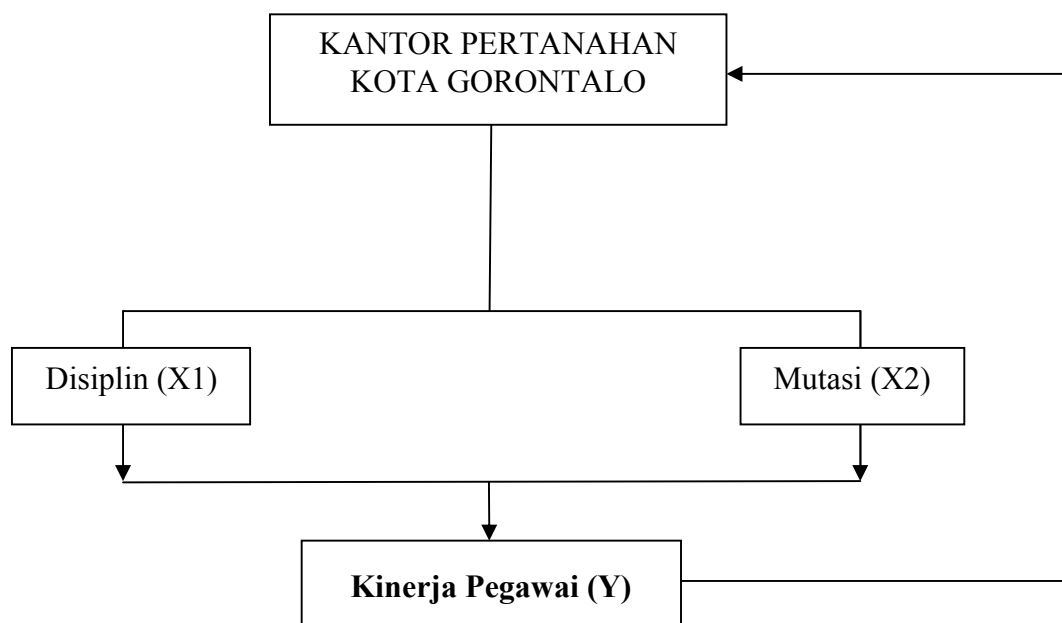 KANTOR PERTANAHAN
KOTA GORONTALO
Disiplin (X1)
Mutasi (X2)
Kinerja Pegawai (Y)